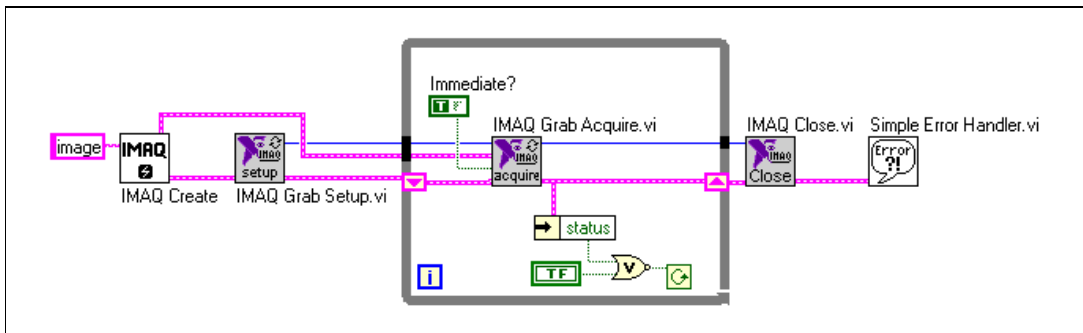 Immediate?
T F
IMAQ Grab Acquire.vi
IMAQ Close.vi
Simple Error Handler.vi
image
IMAQ
IMAQ
setup
IMAQ
acquire
IMAQ
Close
Error
?!
IMAQ Create
IMAQ Grab Setup.vi
status
TF
V
i